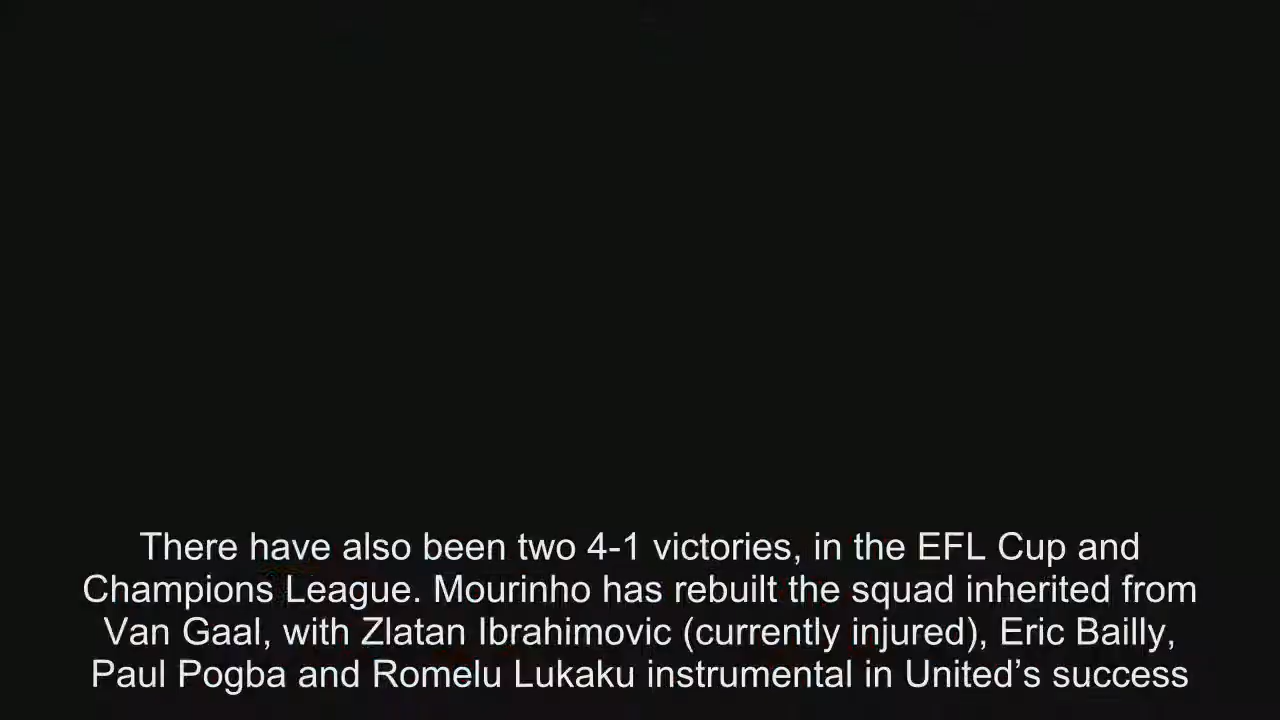 There have also been two 4-1 victories, in the EFL Cup and
Champions League. Mourinho has rebuilt the squad inherited from
Van Gaal, with Zlatan Ibrahimovic (currently injured), Eric Bailly,
Paul Pogba and Romelu Lukaku instrumental in United’s success